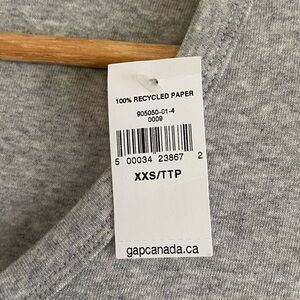 100% RECYCLED PAPER
905050-01-4
0009
5 00034 23867 2
XXS/TTP
gapcanada.ca